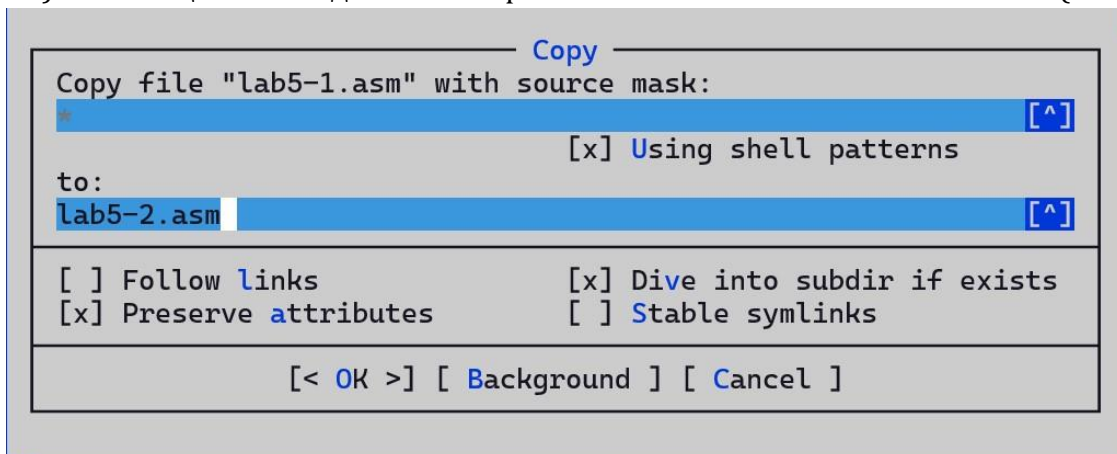 Copy
Copy file "lab5-1.asm" with source mask:
* [^]
[x] Using shell patterns
to:
lab5-2.asm [^]
[ ] Follow links [x] Dive into subdir if exists
[x] Preserve attributes [ ] Stable symlinks
[< OK >] [ Background ] [ Cancel ]